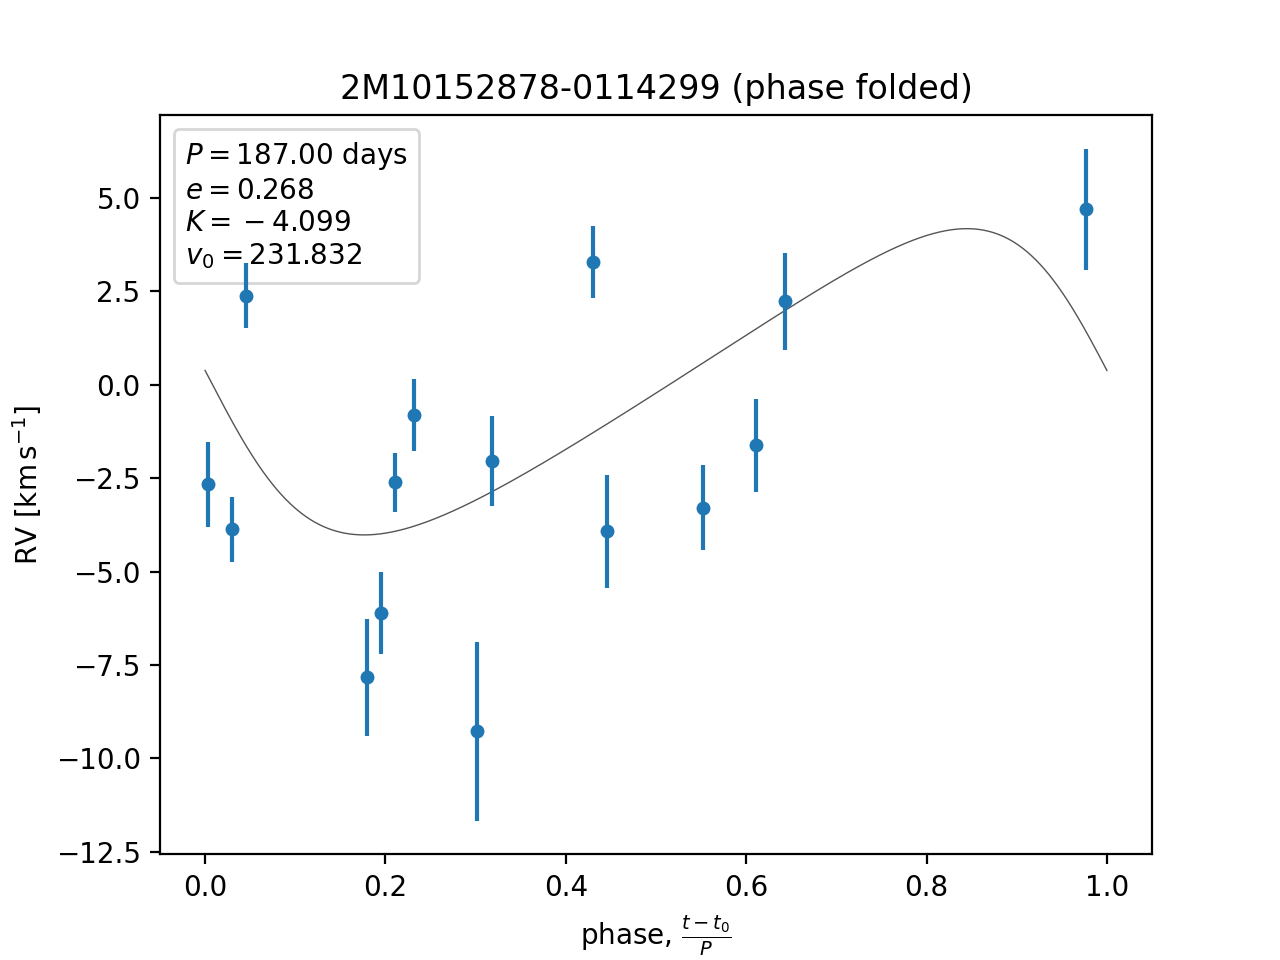 2M10152878-0114299 (phase folded)
P = 187.00 days
e = 0.268
K = −4.099
v₀ = 231.832
5.0
2.5
0.0
−2.5
−5.0
−7.5
−10.0
−12.5
RV [km s⁻¹]
0.0 0.2 0.4 0.6 0.8 1.0
phase, (t − t₀)/P